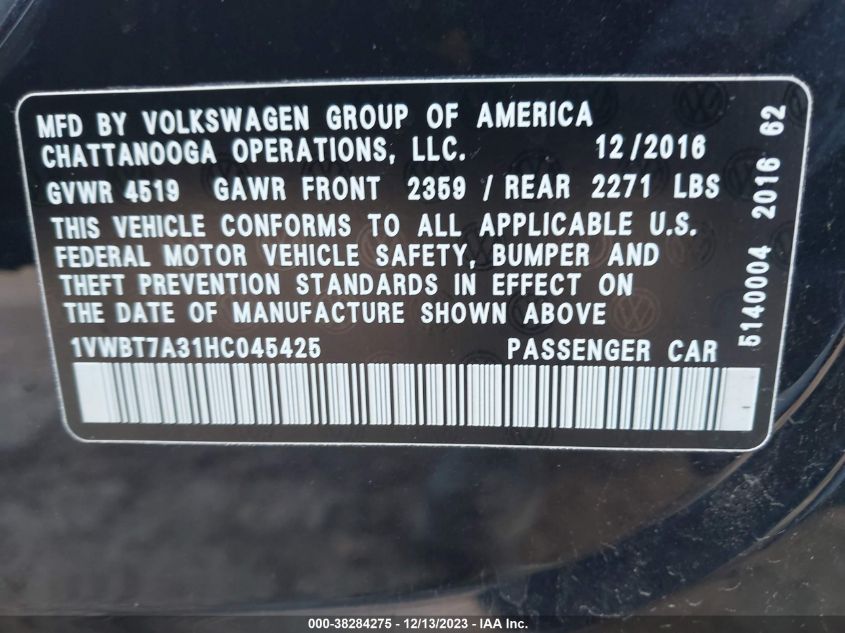 MFD BY VOLKSWAGEN GROUP OF AMERICA
CHATTANOOGA OPERATIONS, LLC. 12/2016
GVWR 4519 GAWR FRONT 2359 / REAR 2271 LBS
THIS VEHICLE CONFORMS TO ALL APPLICABLE U.S.
FEDERAL MOTOR VEHICLE SAFETY, BUMPER AND
THEFT PREVENTION STANDARDS IN EFFECT ON
THE DATE OF MANUFACTURE SHOWN ABOVE
1VWBT7A31HC045425 PASSENGER CAR
5140004 2016 62
000-38284275 - 12/13/2023 - Copyright © 2023 IAA, Inc.